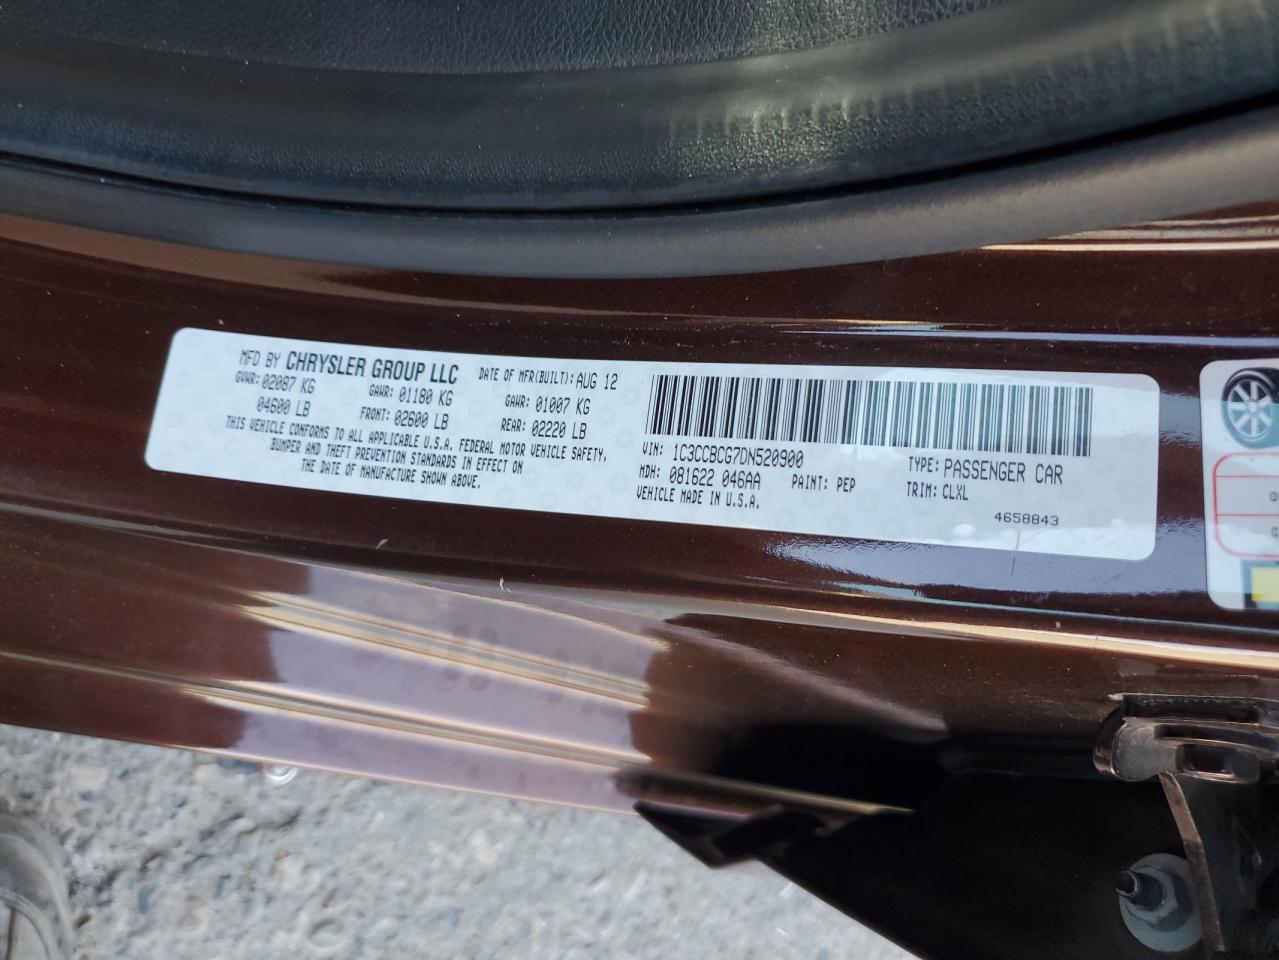 MFD BY CHRYSLER GROUP LLC DATE OF MFR(BUILT): AUG 12
GVWR: 02087 KG GAWR: 01180 KG GAWR: 01007 KG
04600 LB FRONT: 02600 LB REAR: 02220 LB
THIS VEHICLE CONFORMS TO ALL APPLICABLE U.S.A. FEDERAL MOTOR VEHICLE SAFETY,
BUMPER AND THEFT PREVENTION STANDARDS IN EFFECT ON
THE DATE OF MANUFACTURE SHOWN ABOVE.
VIN: 1C3CCBCG7DN520900 TYPE: PASSENGER CAR
MDH: 081622 046AA PAINT: PEP TRIM: CLXL
VEHICLE MADE IN U.S.A.
4658843